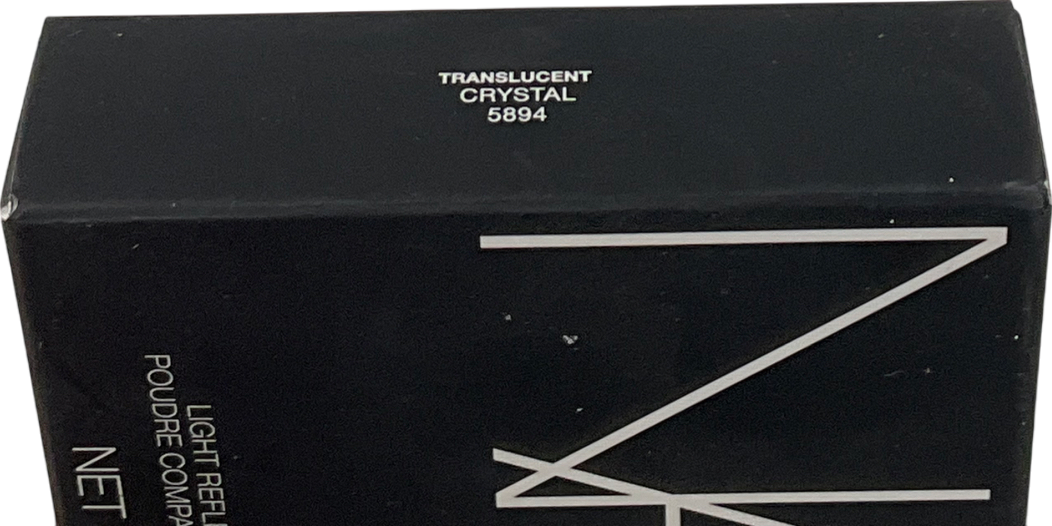 TRANSLUCENT
CRYSTAL
5894
N
LIGHT
POUDRE
NET